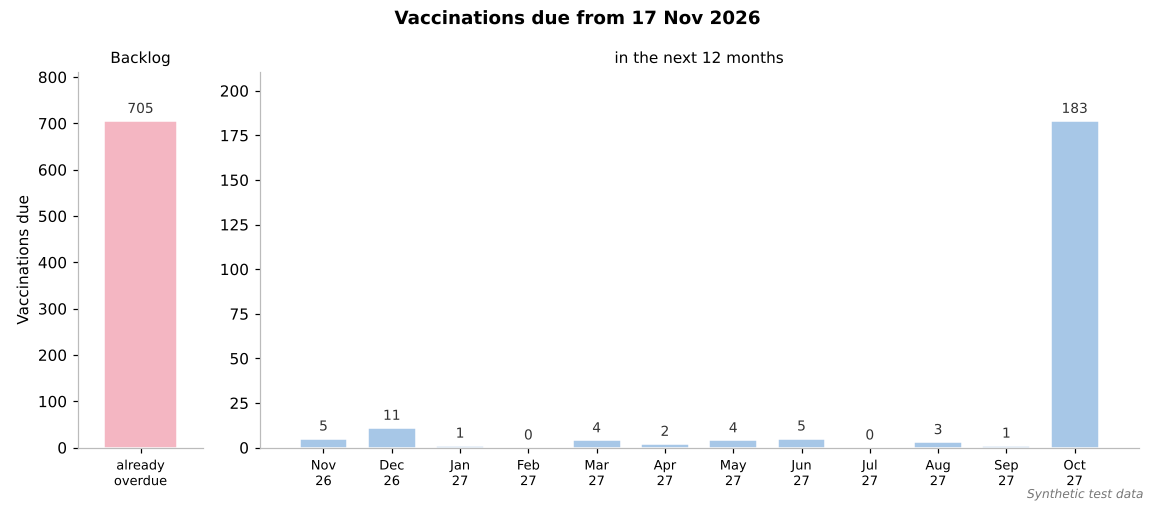 Vaccinations due from 17 Nov 2026
Backlog
in the next 12 months
Vaccinations due
800
700
600
500
400
300
200
100
0
705
already
overdue
200
175
150
125
100
75
50
25
0
5
11
1
0
4
2
4
5
0
3
1
183
Nov
26
Dec
26
Jan
27
Feb
27
Mar
27
Apr
27
May
27
Jun
27
Jul
27
Aug
27
Sep
27
Oct
27
Synthetic test data